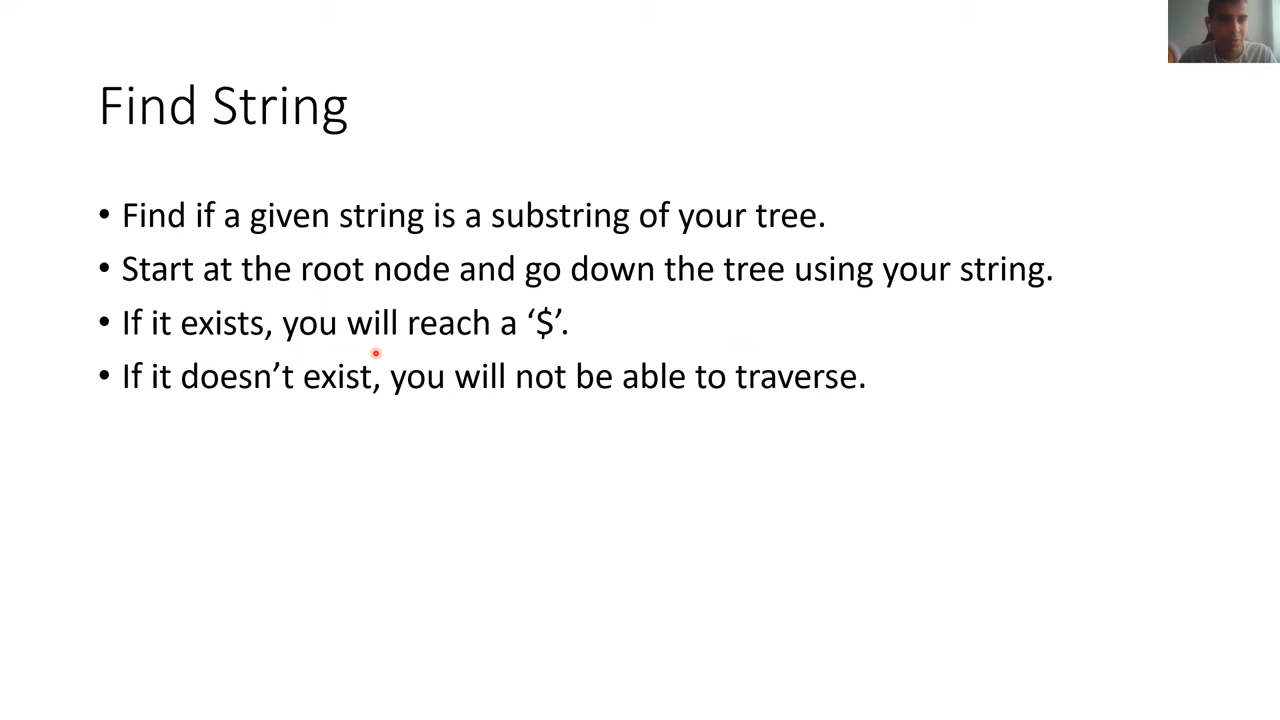 Find String
• Find if a given string is a substring of your tree.
• Start at the root node and go down the tree using your string.
• If it exists, you will reach a ‘$’.
• If it doesn’t exist, you will not be able to traverse.